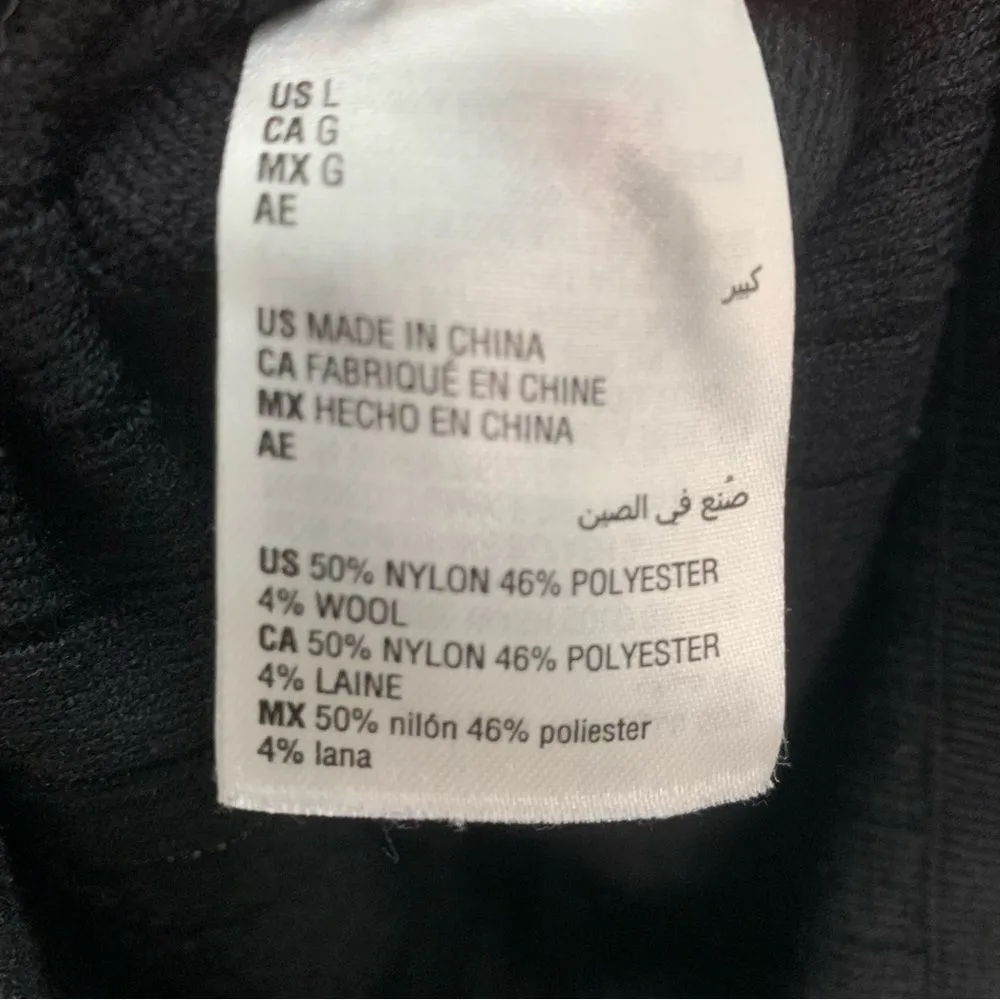 US L
CA G
MX G
AE
كبير
US MADE IN CHINA
CA FABRIQUÉ EN CHINE
MX HECHO EN CHINA
AE
صُنع في الصين
US 50% NYLON 46% POLYESTER
4% WOOL
CA 50% NYLON 46% POLYESTER
4% LAINE
MX 50% nilón 46% poliester
4% lana